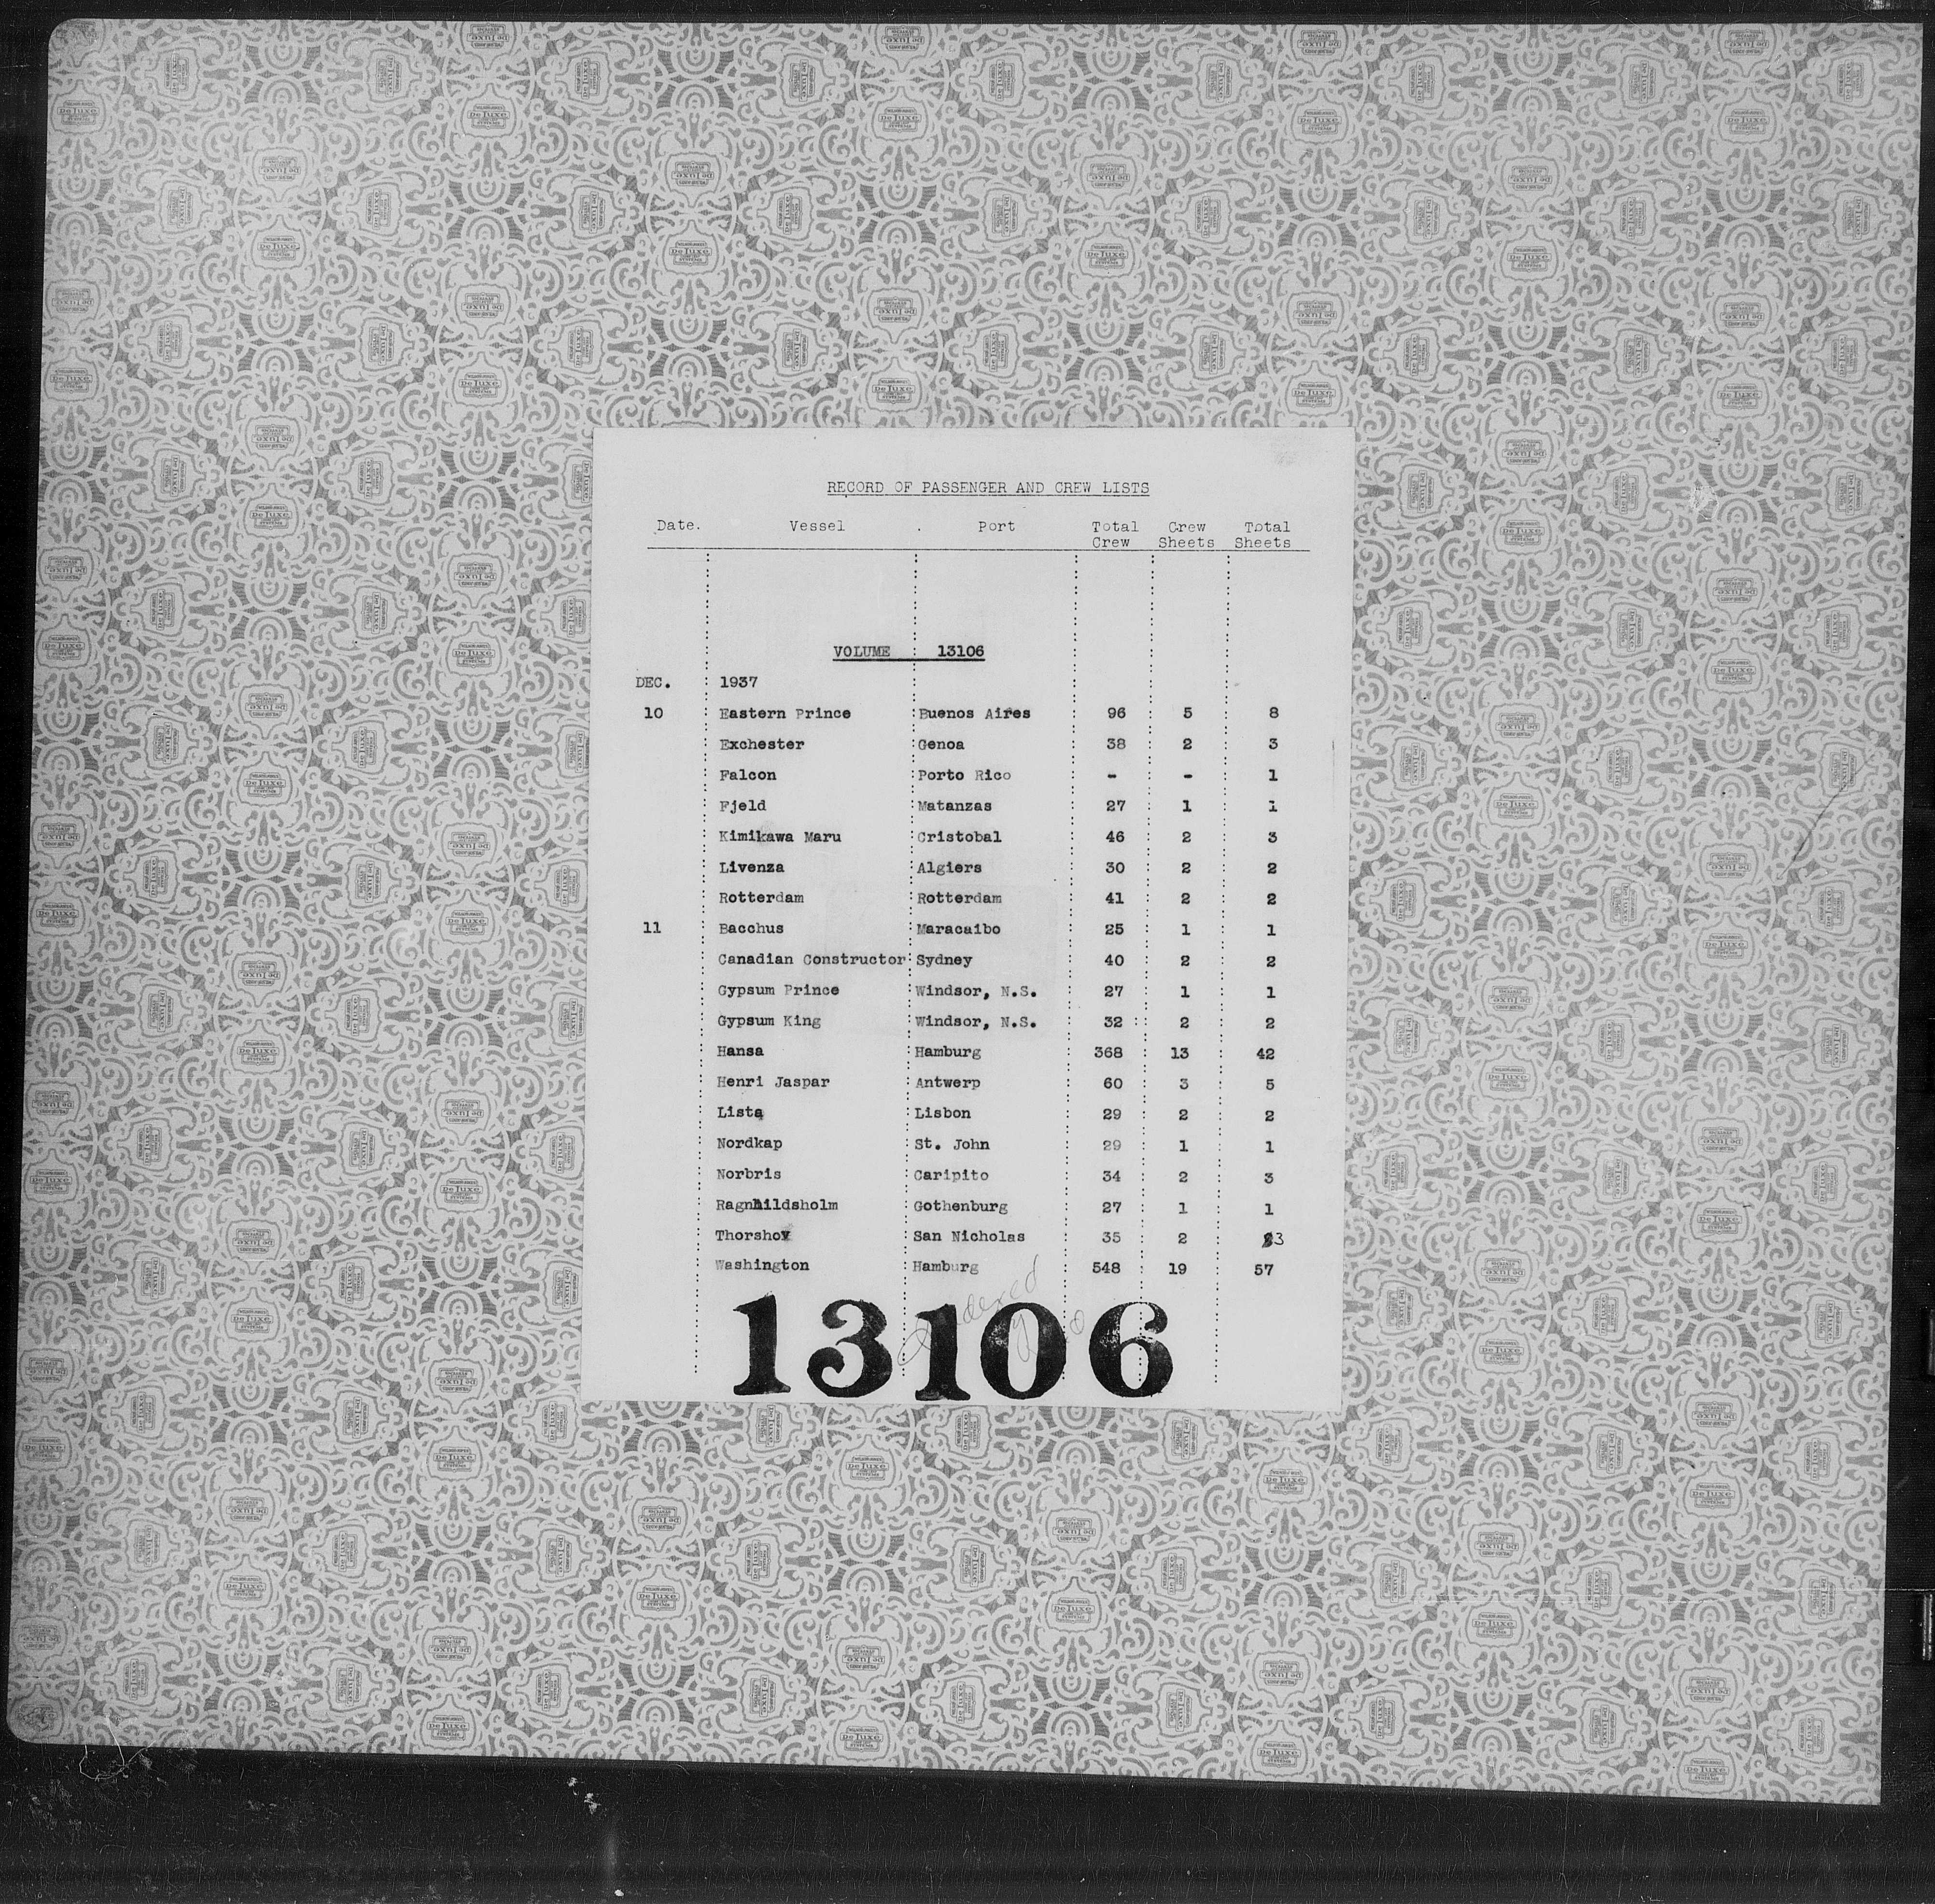 RECORD OF PASSENGER AND CREW LISTS
Date. Vessel Port Total Crew Crew Sheets Total Sheets
VOLUME 13106
DEC. 1937
10 Eastern Prince Buenos Aires 96 5 8
Exchester Genoa 38 2 3
Falcon Porto Rico - - 1
Fjeld Matanzas 27 1 1
Kimikawa Maru Cristobal 46 2 3
Livenza Algiers 30 2 2
Rotterdam Rotterdam 41 2 2
11 Bacchus Maracaibo 25 1 1
Canadian Constructor Sydney 40 2 2
Gypsum Prince Windsor, N.S. 27 1 1
Gypsum King Windsor, N.S. 32 2 2
Hansa Hamburg 368 13 42
Henri Jaspar Antwerp 60 3 5
Lista Lisbon 29 2 2
Nordkap St. John 29 1 1
Norbris Caripito 34 2 3
Ragnhildsholm Gothenburg 27 1 1
Thorshov San Nicholas 35 2 3
Washington Hamburg 548 19 57
Indexed
13106